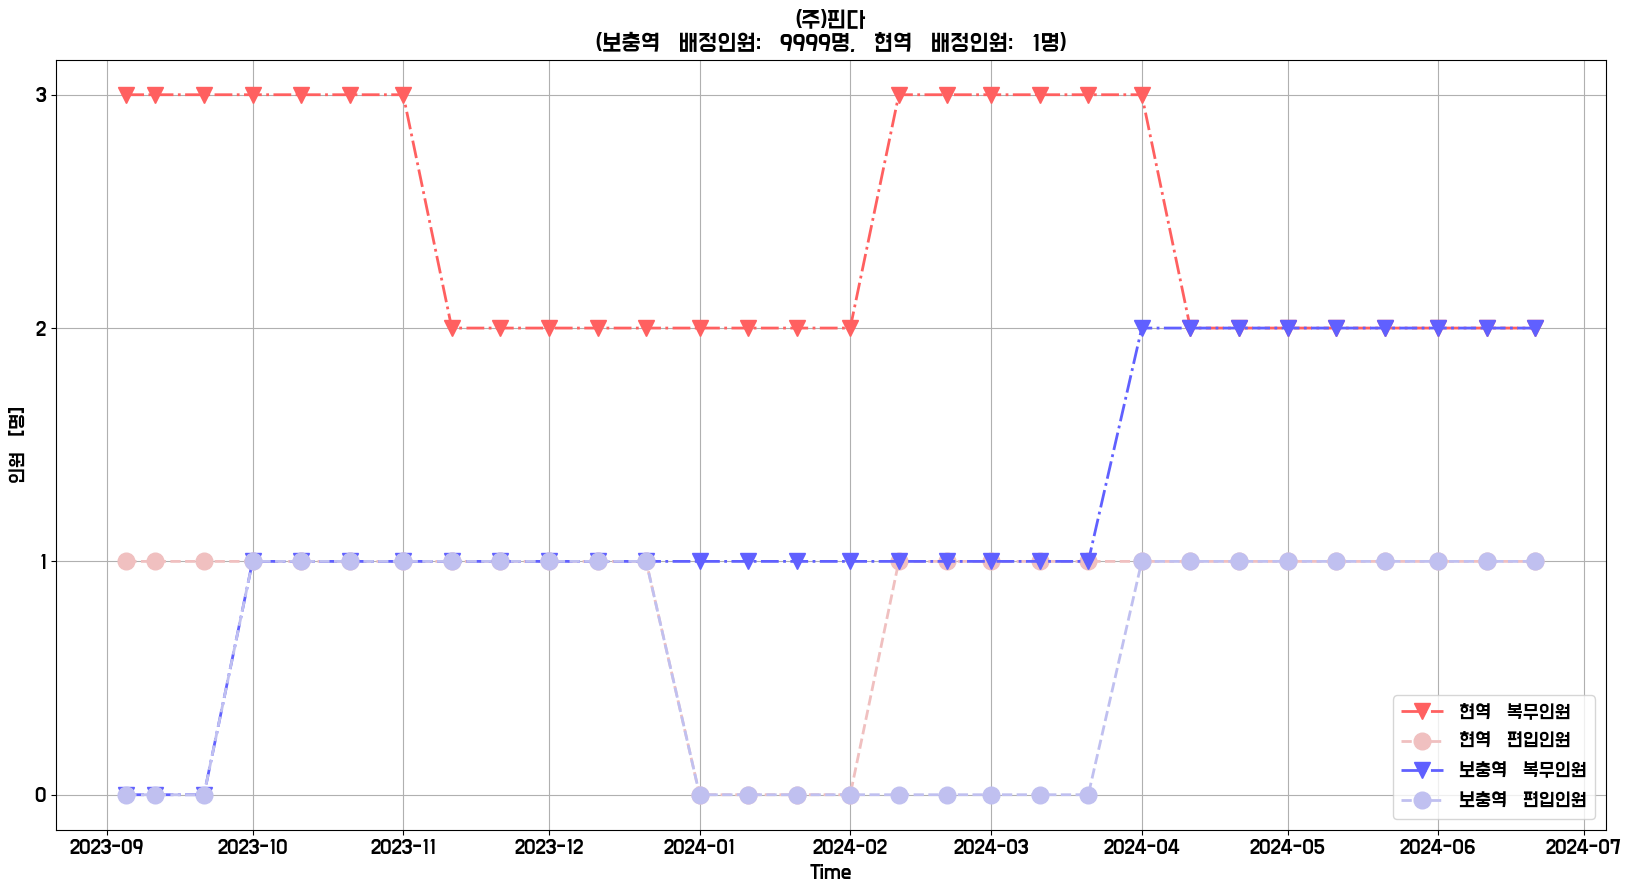 (주)핀다
(보충역 배정인원: 9999명, 현역 배정인원: 1명)
3
2
1
0
인원 [명]
2023-09 2023-10 2023-11 2023-12 2024-01 2024-02 2024-03 2024-04 2024-05 2024-06 2024-07
Time
현역 복무인원
현역 편입인원
보충역 복무인원
보충역 편입인원